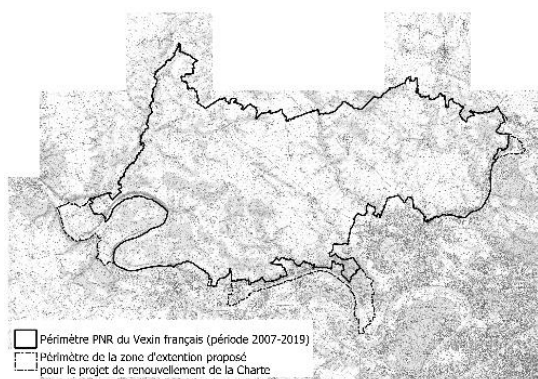 Périmètre PNR du Vexin français (période 2007-2019)
Périmètre de la zone d'extention proposé
pour le projet de renouvellement de la Charte